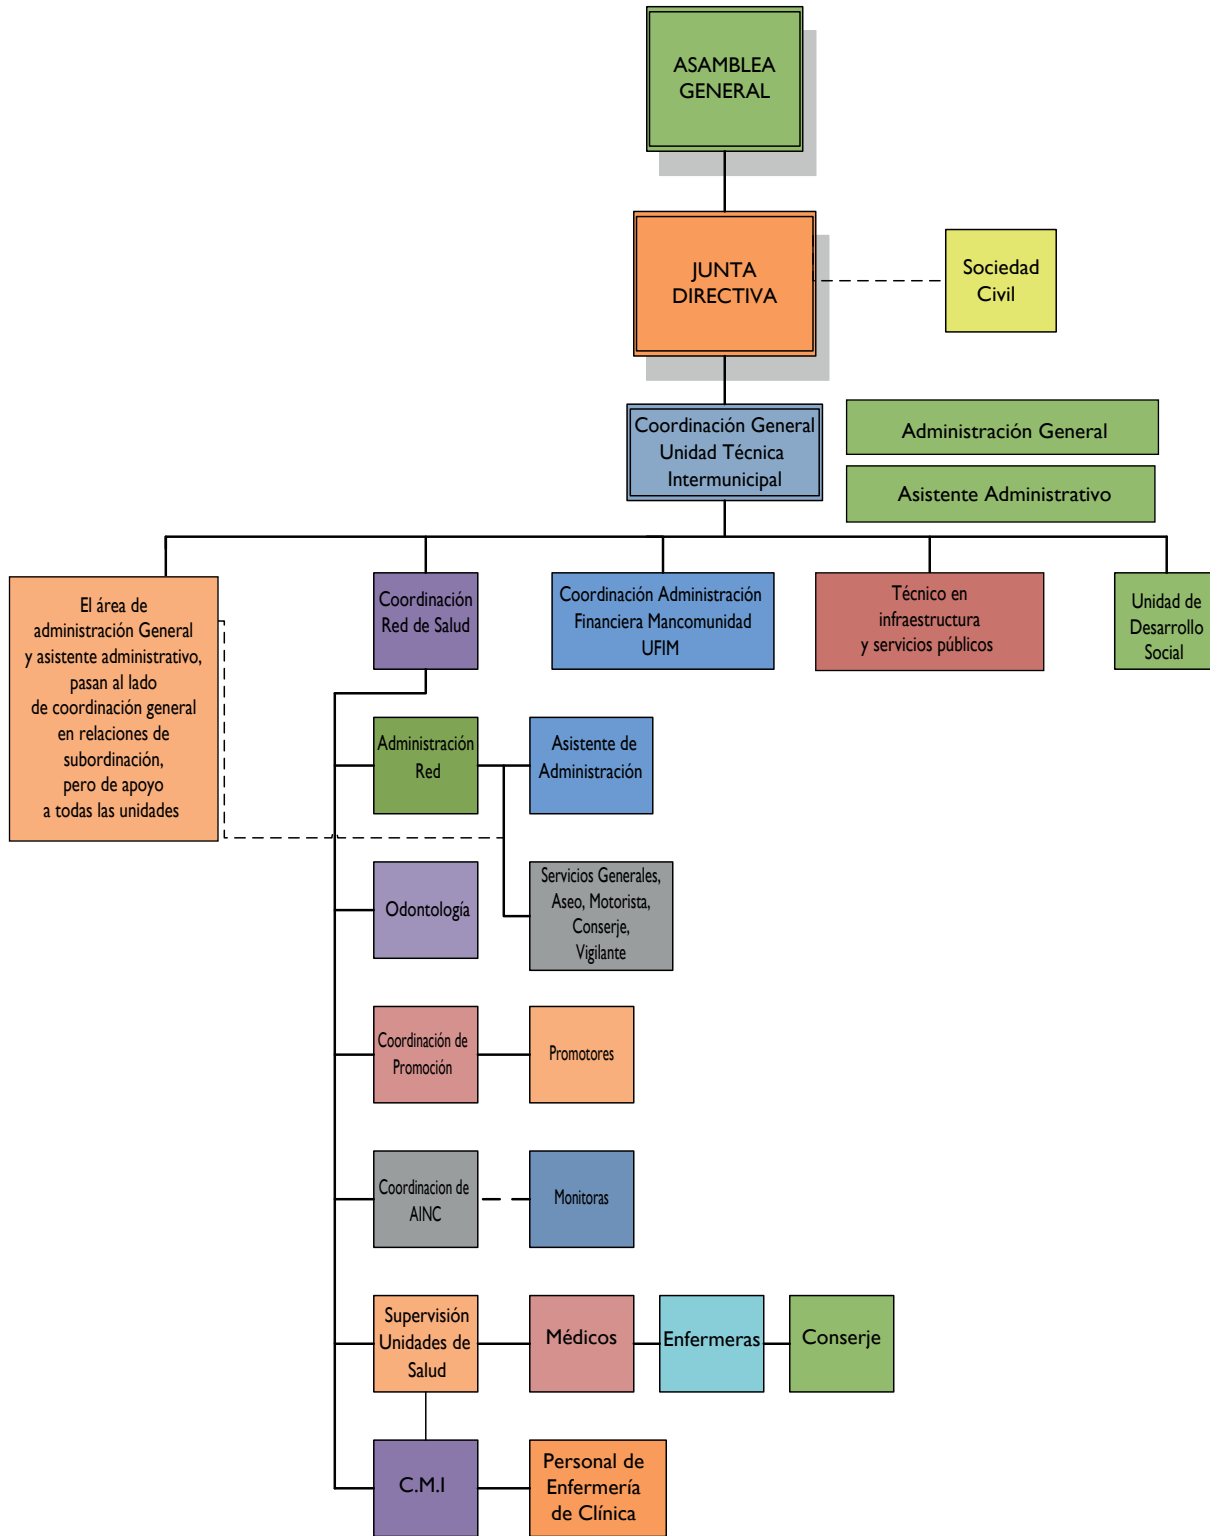 ASAMBLEA
GENERAL
JUNTA
DIRECTIVA
Sociedad
Civil
Coordinación General
Unidad Técnica
Intermunicipal
Administración General
Asistente Administrativo
El área de
administración General
y asistente administrativo,
pasan al lado
de coordinación general
en relaciones de
subordinación,
pero de apoyo
a todas las unidades
Coordinación
Red de Salud
Coordinación Administración
Financiera Mancomunidad
UFIM
Técnico en
infraestructura
y servicios públicos
Unidad de
Desarrollo
Social
Administración
Red
Asistente de
Administración
Odontología
Servicios Generales,
Aseo, Motorista,
Conserje,
Vigilante
Coordinación de
Promoción
Promotores
Coordinacion de
AINC
Monitoras
Supervisión
Unidades de
Salud
Médicos
Enfermeras
Conserje
C.M.I
Personal de
Enfermería
de Clínica